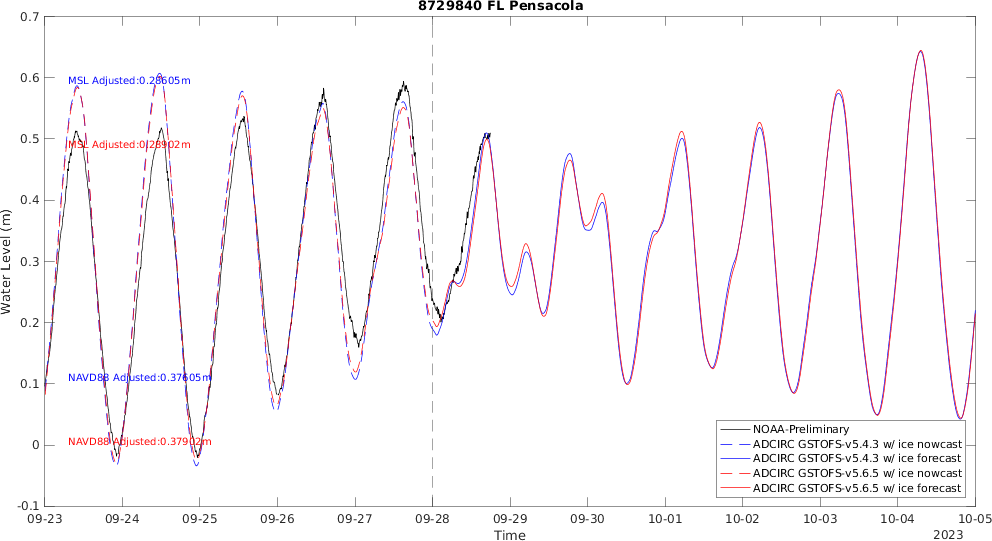 8729840 FL Pensacola
0.7
0.6
0.5
0.4
0.3
0.2
0.1
0
-0.1
Water Level (m)
MSL Adjusted:0.28605m
MSL Adjusted:0.28902m
NAVD88 Adjusted:0.37605m
NAVD88 Adjusted:0.37902m
NOAA-Preliminary
ADCIRC GSTOFS-v5.4.3 w/ ice nowcast
ADCIRC GSTOFS-v5.4.3 w/ ice forecast
ADCIRC GSTOFS-v5.6.5 w/ ice nowcast
ADCIRC GSTOFS-v5.6.5 w/ ice forecast
09-23 09-24 09-25 09-26 09-27 09-28 09-29 09-30 10-01 10-02 10-03 10-04 10-05
Time
2023